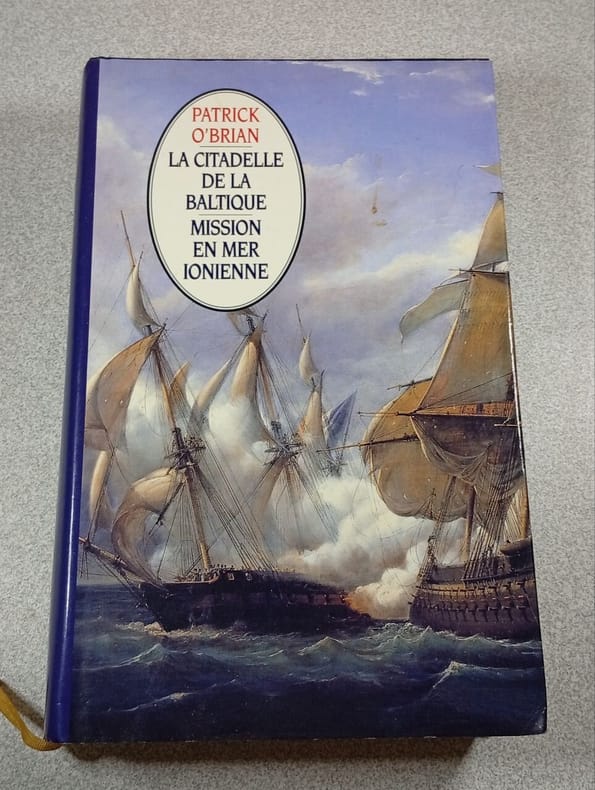 PATRICK
O'BRIAN
LA CITADELLE
DE LA
BALTIQUE
MISSION
EN MER
IONIENNE